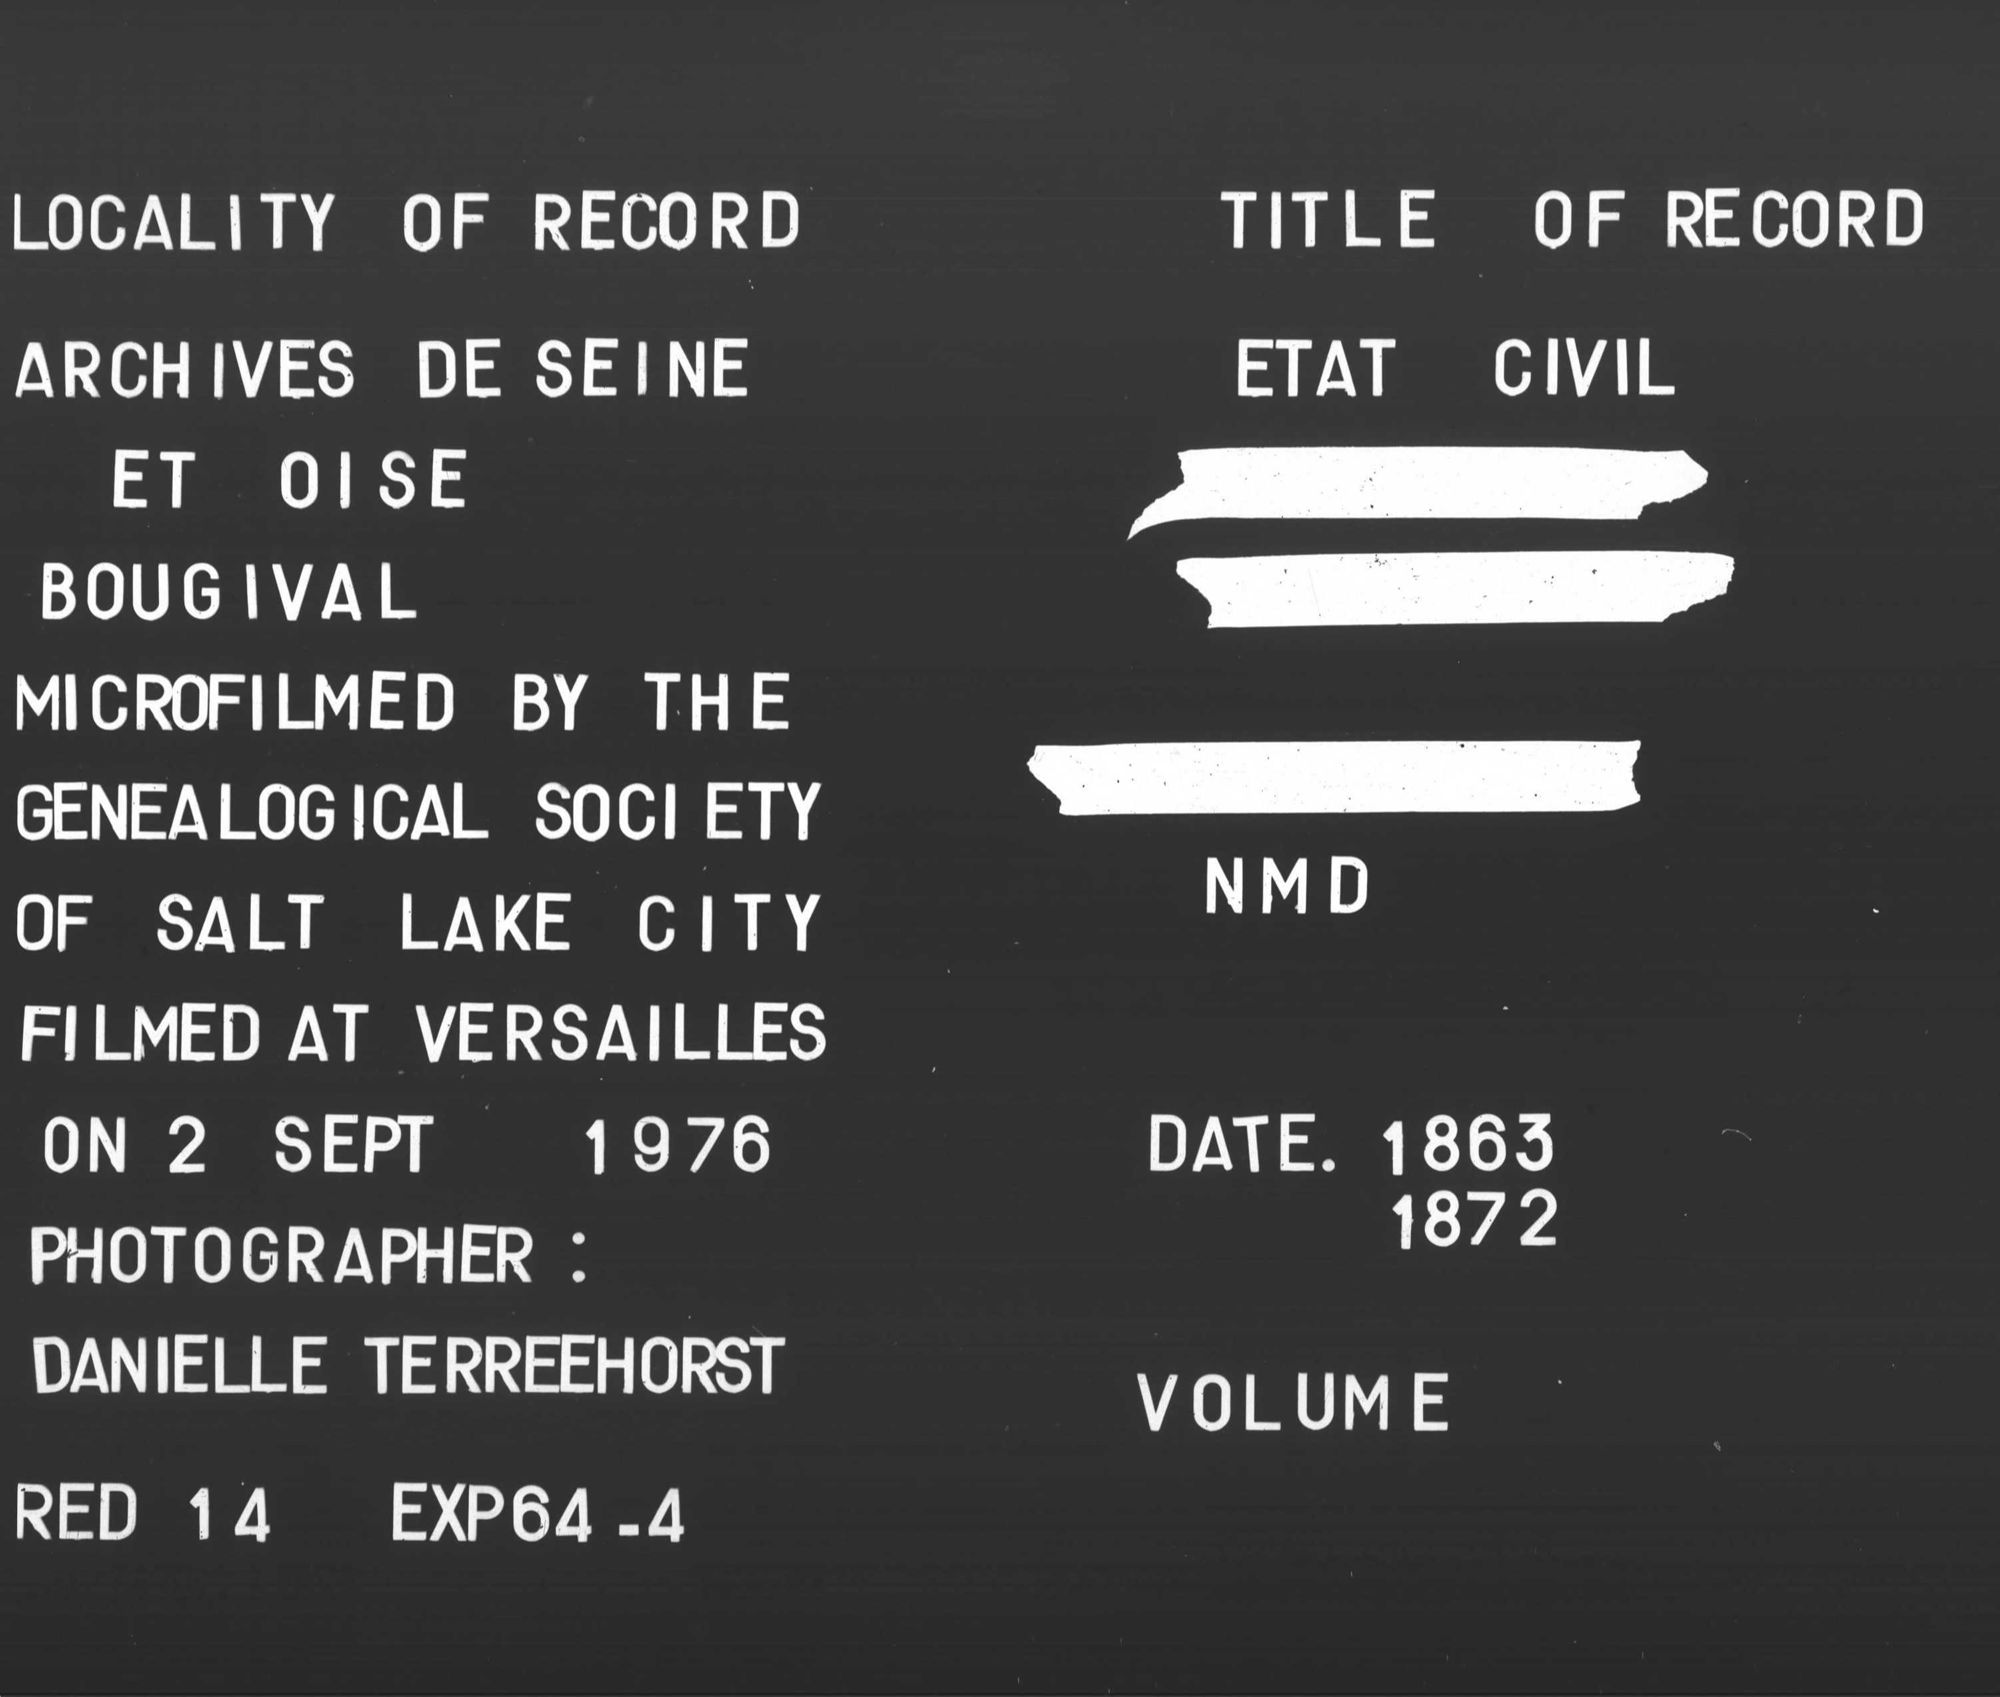 LOCALITY OF RECORD
ARCHIVES DE SEINE
ET OISE
BOUGIVAL
MICROFILMED BY THE
GENEALOGICAL SOCIETY
OF SALT LAKE CITY
FILMED AT VERSAILLES
ON 2 SEPT 1976
PHOTOGRAPHER :
DANIELLE TERREEHORST
RED 14 EXP64-4
TITLE OF RECORD
ETAT CIVIL
NMD
DATE. 1863
1872
VOLUME